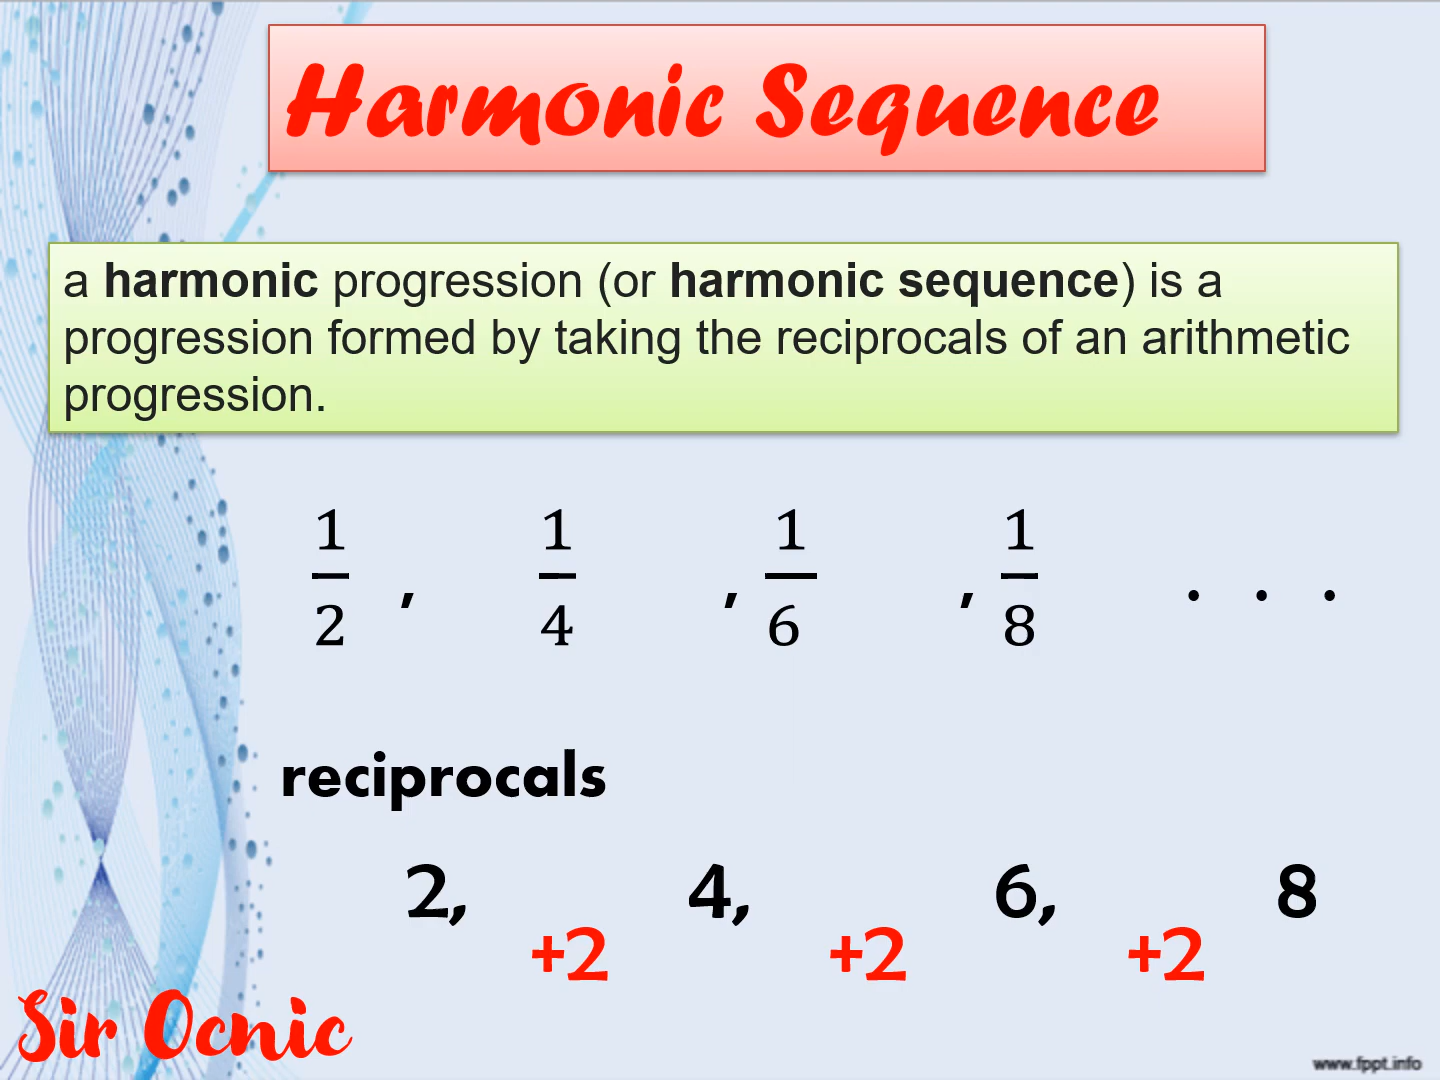 Harmonic Sequence
a harmonic progression (or harmonic sequence) is a
progression formed by taking the reciprocals of an arithmetic
progression.
1/2 , 1/4 , 1/6 , 1/8 . . .
reciprocals
2, 4, 6, 8
+2 +2 +2
Sir Ocnic
www.fppt.info